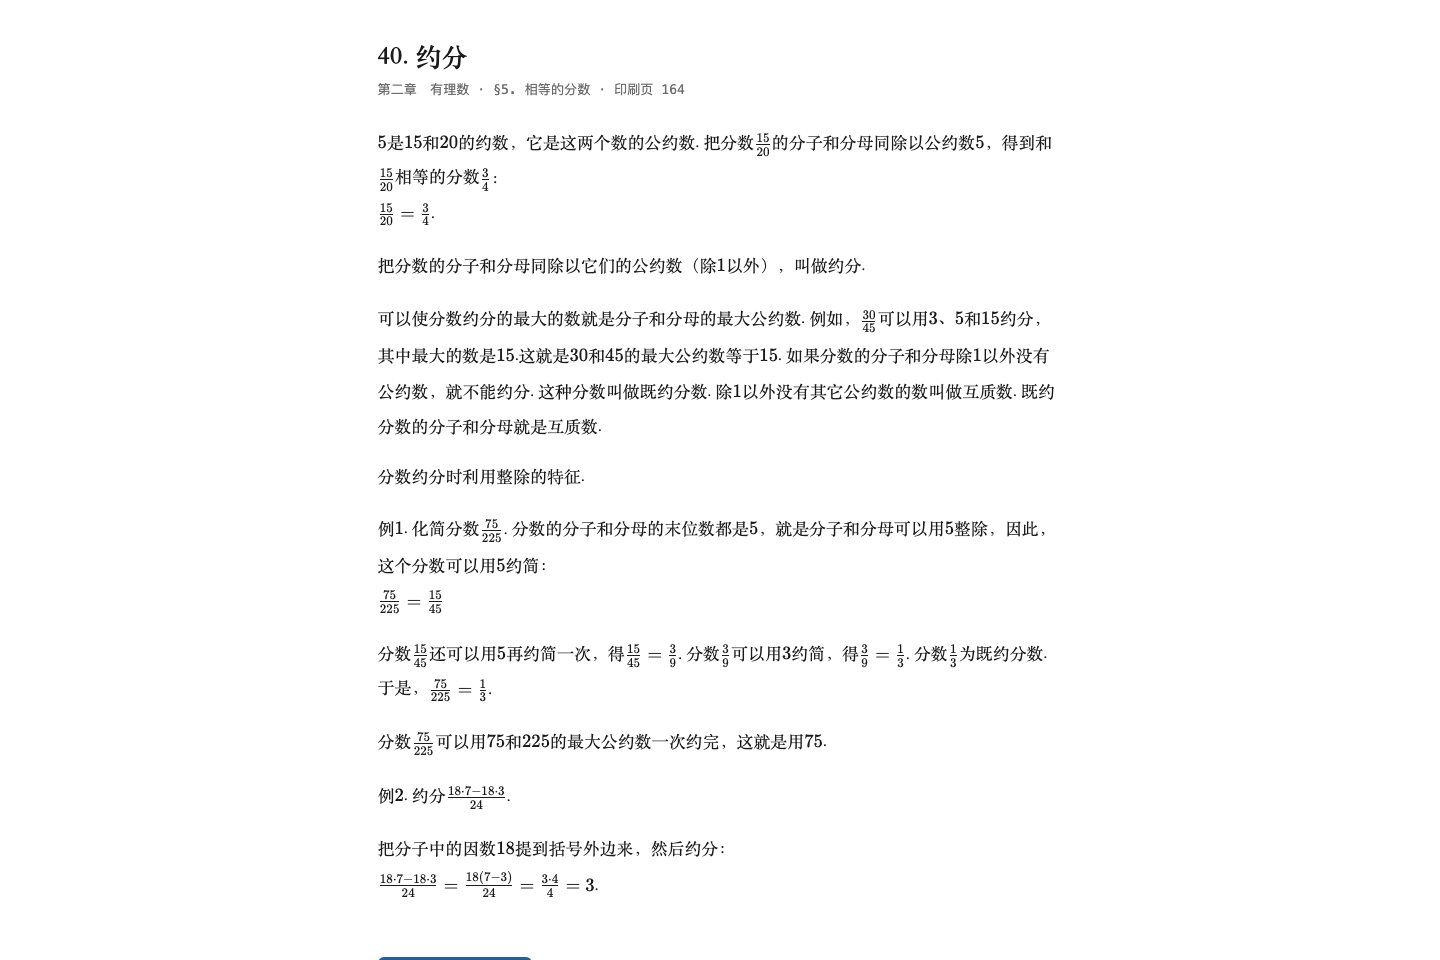 40. 约分
第二章　有理数 · §5. 相等的分数 · 印刷页 164
5是15和20的约数，它是这两个数的公约数. 把分数15/20的分子和分母同除以公约数5，得到和
15/20相等的分数3/4：
15/20 = 3/4.
把分数的分子和分母同除以它们的公约数（除1以外），叫做约分.
可以使分数约分的最大的数就是分子和分母的最大公约数. 例如，30/45可以用3、5和15约分，
其中最大的数是15.这就是30和45的最大公约数等于15. 如果分数的分子和分母除1以外没有
公约数，就不能约分. 这种分数叫做既约分数. 除1以外没有其它公约数的数叫做互质数. 既约
分数的分子和分母就是互质数.
分数约分时利用整除的特征.
例1. 化简分数75/225. 分数的分子和分母的末位数都是5，就是分子和分母可以用5整除，因此，
这个分数可以用5约简：
75/225 = 15/45
分数15/45还可以用5再约简一次，得15/45 = 3/9. 分数3/9可以用3约简，得3/9 = 1/3. 分数1/3为既约分数.
于是，75/225 = 1/3.
分数75/225可以用75和225的最大公约数一次约完，这就是用75.
例2. 约分(18·7−18·3)/24.
把分子中的因数18提到括号外边来，然后约分：
(18·7−18·3)/24 = 18(7−3)/24 = 3·4/4 = 3.